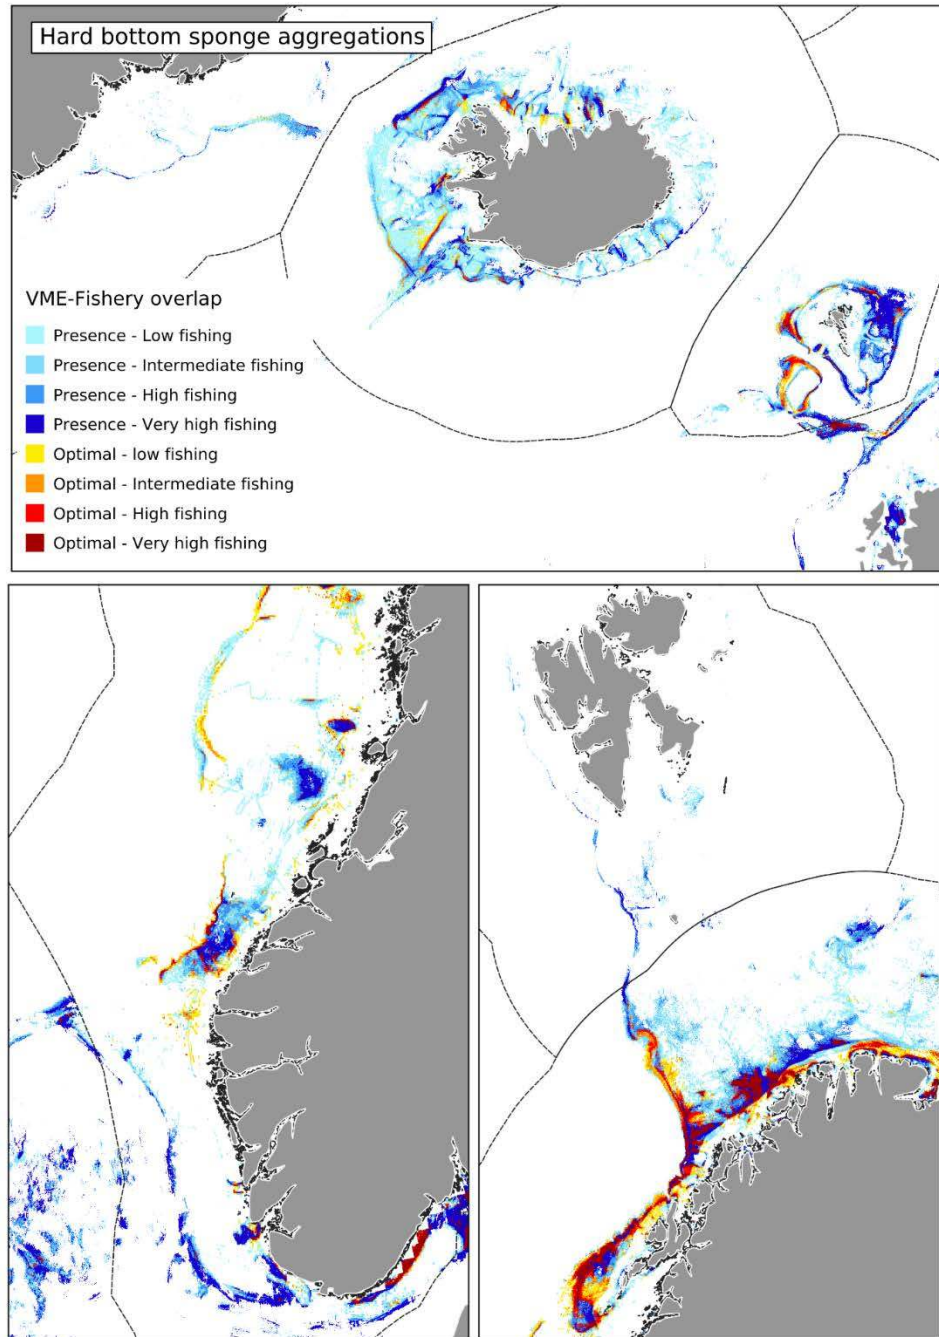 Hard bottom sponge aggregations
VME-Fishery overlap
Presence - Low fishing
Presence - Intermediate fishing
Presence - High fishing
Presence - Very high fishing
Optimal - low fishing
Optimal - Intermediate fishing
Optimal - High fishing
Optimal - Very high fishing